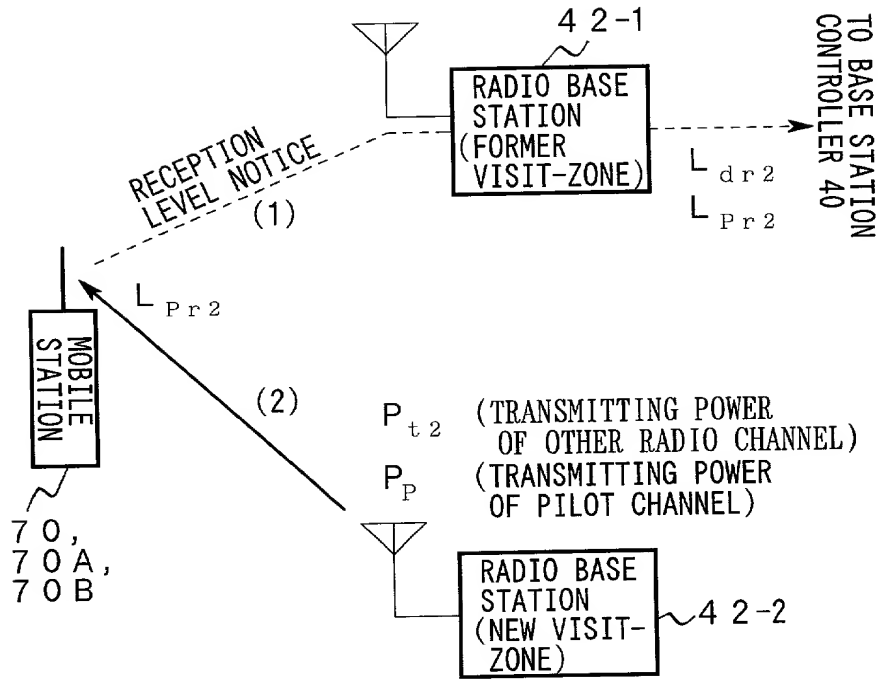 42-1
RADIO BASE
STATION
(FORMER
VISIT-ZONE)
TO BASE STATION
CONTROLLER 40
L dr2
L Pr2
RECEPTION
LEVEL NOTICE
(1)
L Pr2
MOBILE
STATION
(2)
P t2 (TRANSMITTING POWER
OF OTHER RADIO CHANNEL)
P P (TRANSMITTING POWER
OF PILOT CHANNEL)
70,
70A,
70B
RADIO BASE
STATION
(NEW VISIT-
ZONE)
42-2